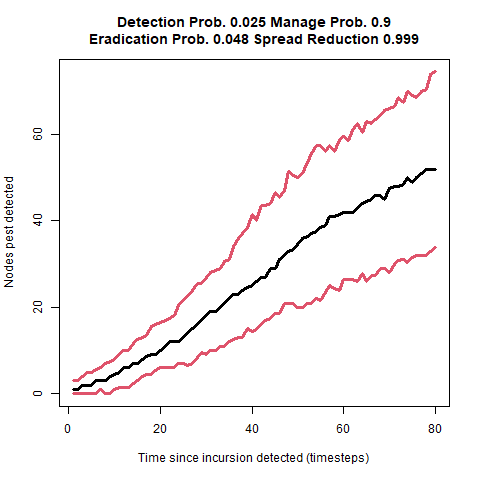 Detection Prob. 0.025 Manage Prob. 0.9
Eradication Prob. 0.048 Spread Reduction 0.999
Nodes pest detected
60
40
20
0
0 20 40 60 80
Time since incursion detected (timesteps)